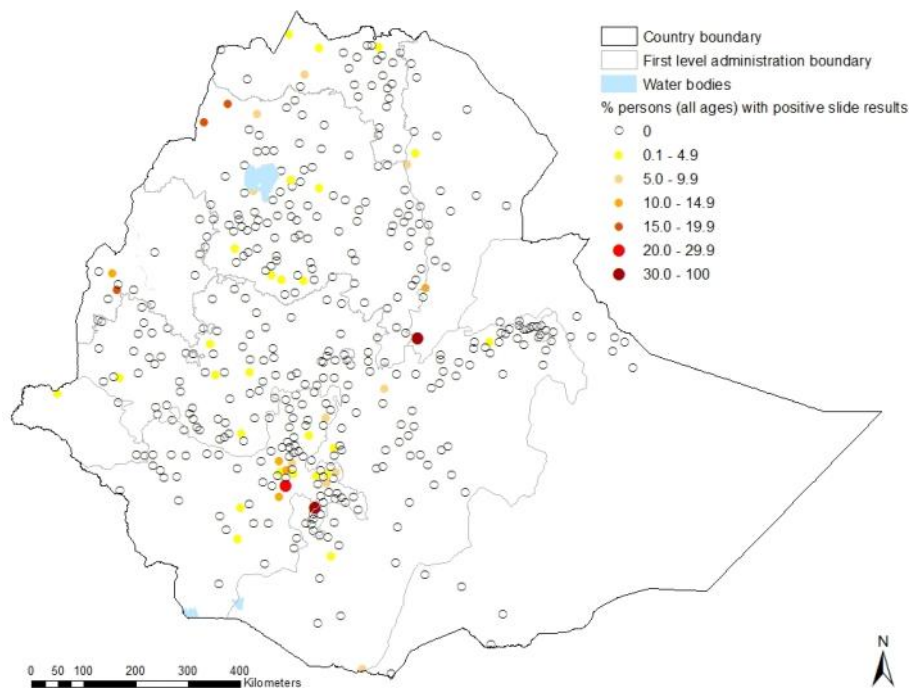 Country boundary
First level administration boundary
Water bodies
% persons (all ages) with positive slide results
0
0.1 - 4.9
5.0 - 9.9
10.0 - 14.9
15.0 - 19.9
20.0 - 29.9
30.0 - 100
N
0 50 100 200 300 400
Kilometers